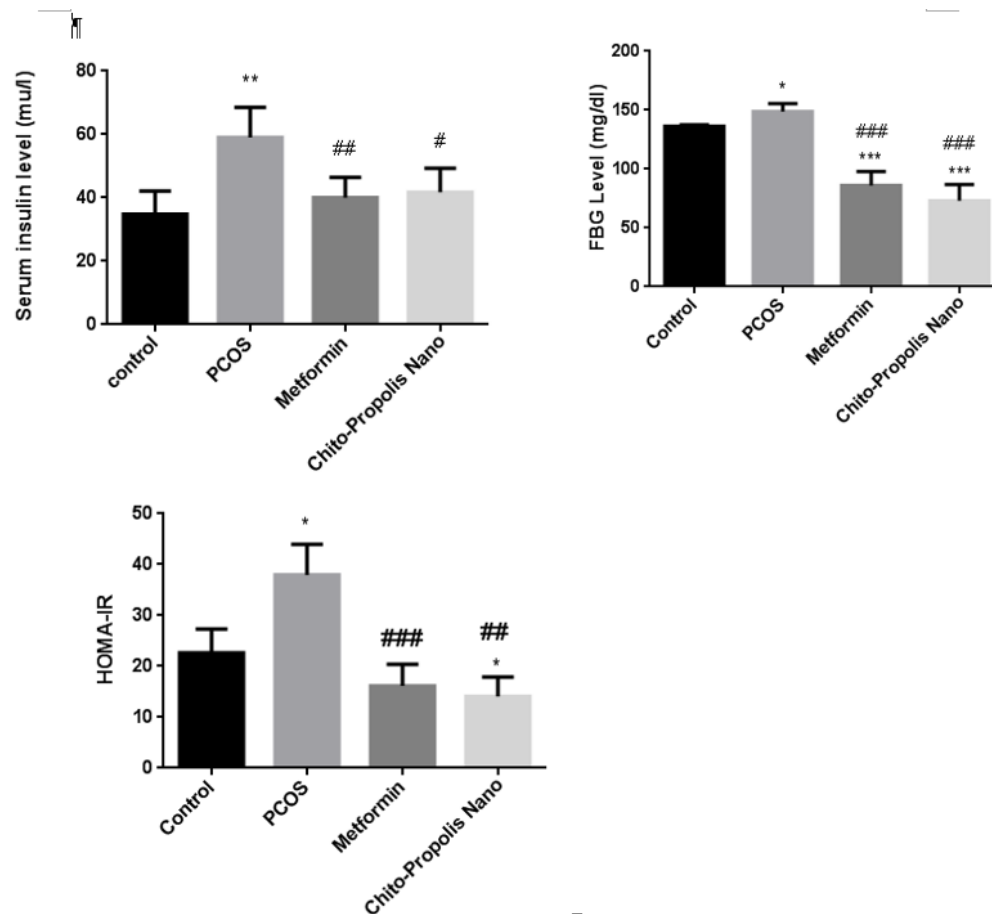 ¶
Serum insulin level (mu/l)
80
60
40
20
0
**
##
#
control
PCOS
Metformin
Chito-Propolis Nano
FBG Level (mg/dl)
200
150
100
50
0
*
###
***
###
***
Control
PCOS
Metformin
Chito-Propolis Nano
HOMA-IR
50
40
30
20
10
0
*
###
##
*
Control
PCOS
Metformin
Chito-Propolis Nano